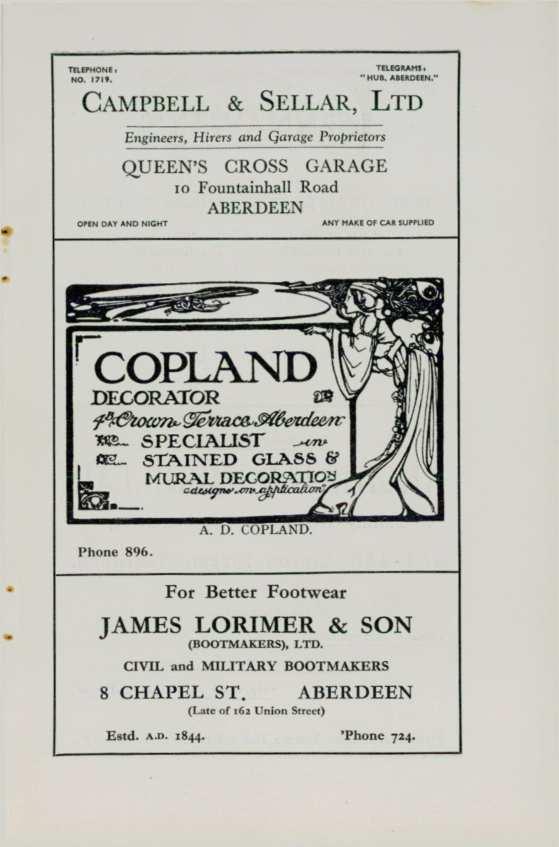 TELEPHONE:
NO. 1719.
TELEGRAMS:
"HUB, ABERDEEN."
CAMPBELL & SELLAR, LTD
Engineers, Hirers and Garage Proprietors
QUEEN'S CROSS GARAGE
10 Fountainhall Road
ABERDEEN
OPEN DAY AND NIGHT
ANY MAKE OF CAR SUPPLIED
COPLAND
DECORATOR
Crown Terrace Aberdeen
SPECIALIST in
STAINED GLASS &
MURAL DECORATION
designs on application
A. D. COPLAND.
Phone 896.
For Better Footwear
JAMES LORIMER & SON
(BOOTMAKERS), LTD.
CIVIL and MILITARY BOOTMAKERS
8 CHAPEL ST. ABERDEEN
(Late of 162 Union Street)
Estd. A.D. 1844. 'Phone 724.